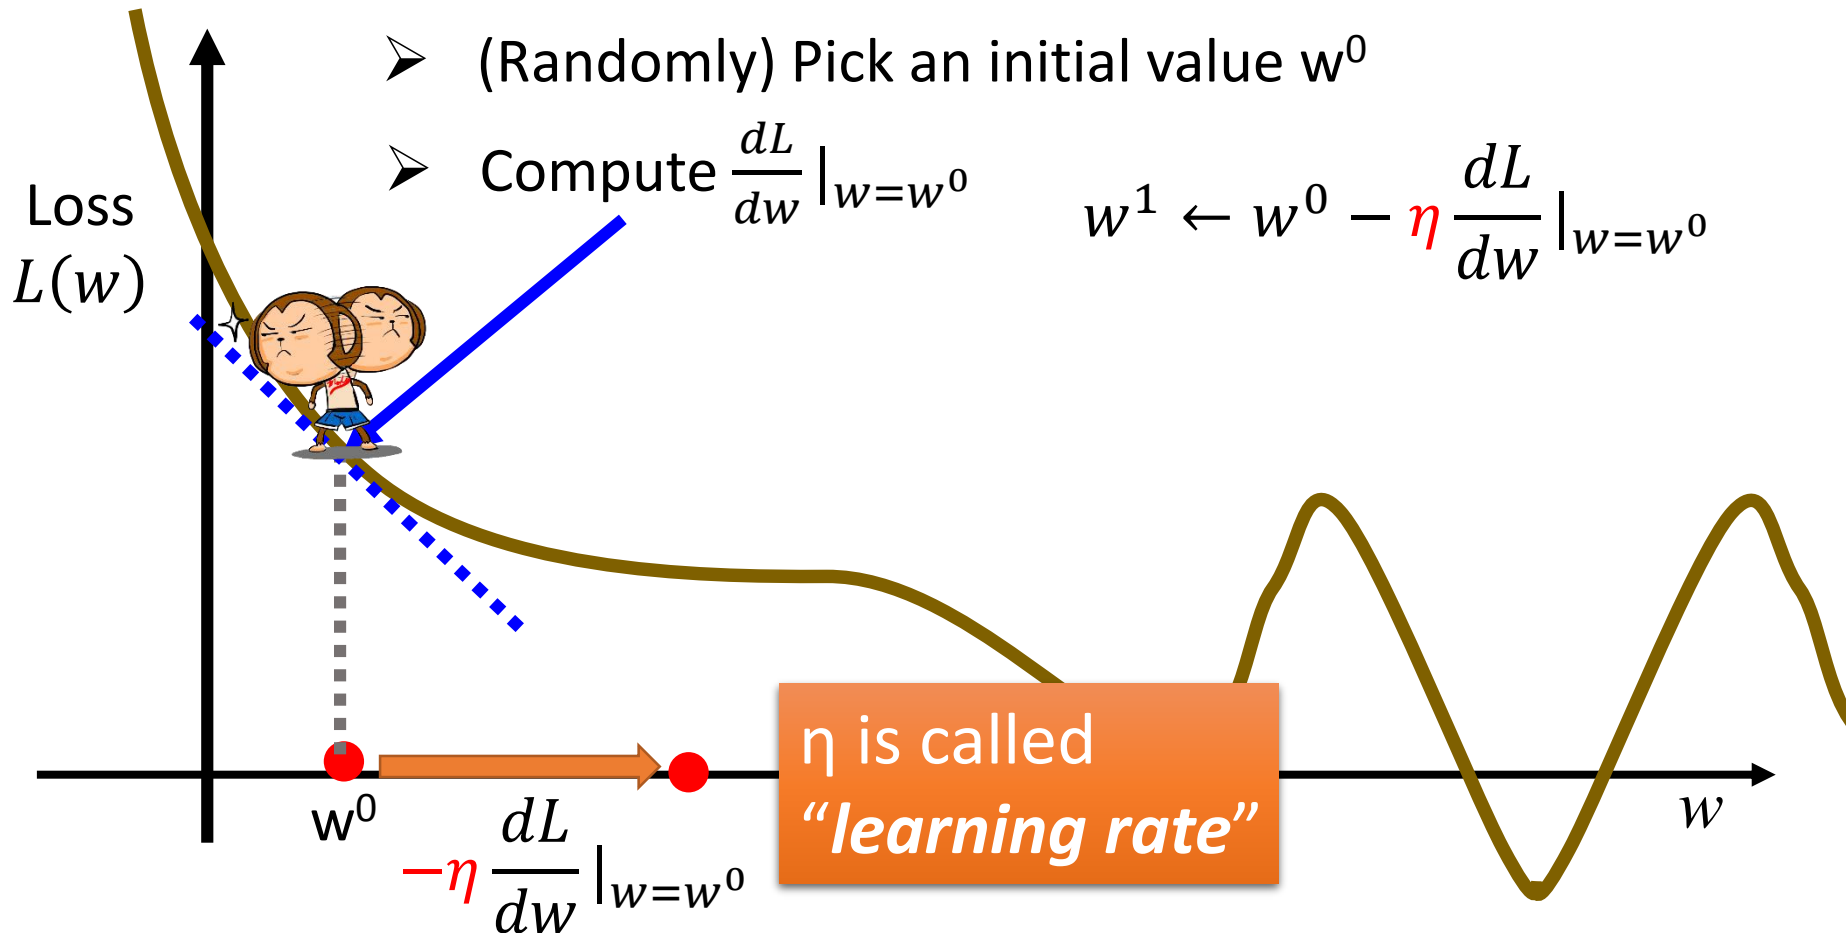 ➢ (Randomly) Pick an initial value w⁰
➢ Compute dL/dw |w=w⁰
w¹ ← w⁰ − η dL/dw |w=w⁰
Loss
L(w)
w⁰
−η dL/dw |w=w⁰
η is called
“learning rate”
w